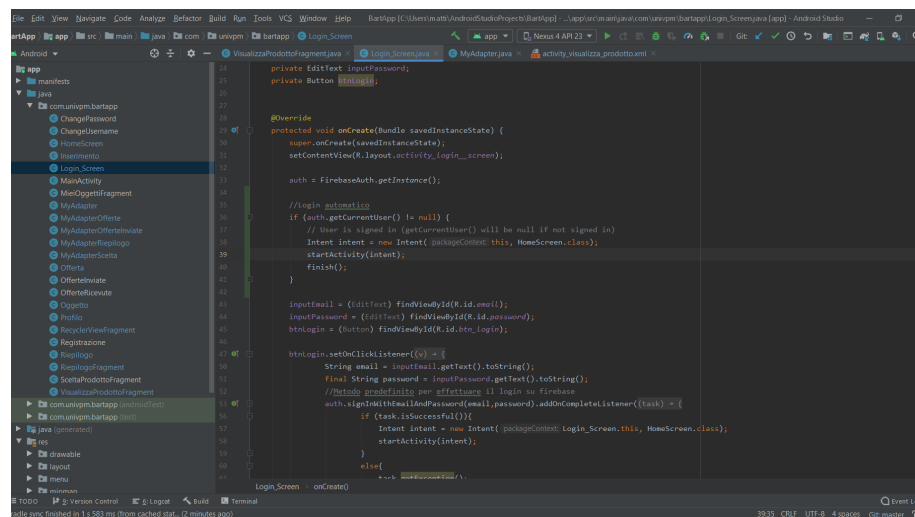 File Edit View Navigate Code Analyze Refactor Build Run Tools VCS Window Help BartApp [C:\Users\matti\AndroidStudioProjects\BartApp] - ...\app\src\main\java\com\univpm\bartapp\Login_Screen.java [app] - Android Studio
artApp app src main java com univpm bartapp Login_Screen app Nexus 4 API 23 Git:
Android VisualizzaProdottoFragment.java Login_Screen.java MyAdapter.java activity_visualizza_prodotto.xml
app
manifests
java
com.univpm.bartapp
ChangePassword
ChangeUsername
HomeScreen
Inserimento
Login_Screen
MainActivity
MieiOggettiFragment
MyAdapter
MyAdapterOfferte
MyAdapterOfferteInviate
MyAdapterRiepilogo
MyAdapterScelta
Offerta
OfferteInviate
OfferteRicevute
Oggetto
Profilo
RecyclerViewFragment
Registrazione
Riepilogo
RiepilogoFragment
SceltaProdottoFragment
VisualizzaProdottoFragment
com.univpm.bartapp (androidTest)
com.univpm.bartapp (test)
java (generated)
res
drawable
layout
menu
mipmap
24 private EditText inputPassword;
25 private Button btnLogin;
26
27
28 @Override
29 protected void onCreate(Bundle savedInstanceState) {
30 super.onCreate(savedInstanceState);
31 setContentView(R.layout.activity_login__screen);
32
33 auth = FirebaseAuth.getInstance();
34
35 //Login automatico
36 if (auth.getCurrentUser() != null) {
37 // User is signed in (getCurrentUser() will be null if not signed in)
38 Intent intent = new Intent( packageContext: this, HomeScreen.class);
39 startActivity(intent);
40 finish();
41 }
42
43 inputEmail = (EditText) findViewById(R.id.email);
44 inputPassword = (EditText) findViewById(R.id.password);
45 btnLogin = (Button) findViewById(R.id.btn_login);
46
47 btnLogin.setOnClickListener((v) → {
50 String email = inputEmail.getText().toString();
51 final String password = inputPassword.getText().toString();
52 //Metodo predefinito per effettuare il login su firebase
53 auth.signInWithEmailAndPassword(email,password).addOnCompleteListener((task) → {
56 if (task.isSuccessful()){
57 Intent intent = new Intent( packageContext: Login_Screen.this, HomeScreen.class);
58 startActivity(intent);
59 }
60 else{
task.getException();
Login_Screen › onCreate()
TODO 9: Version Control 6: Logcat Build Terminal Event L
radle sync finished in 1 s 583 ms (from cached stat... (2 minutes ago) 39:35 CRLF UTF-8 4 spaces Git: master